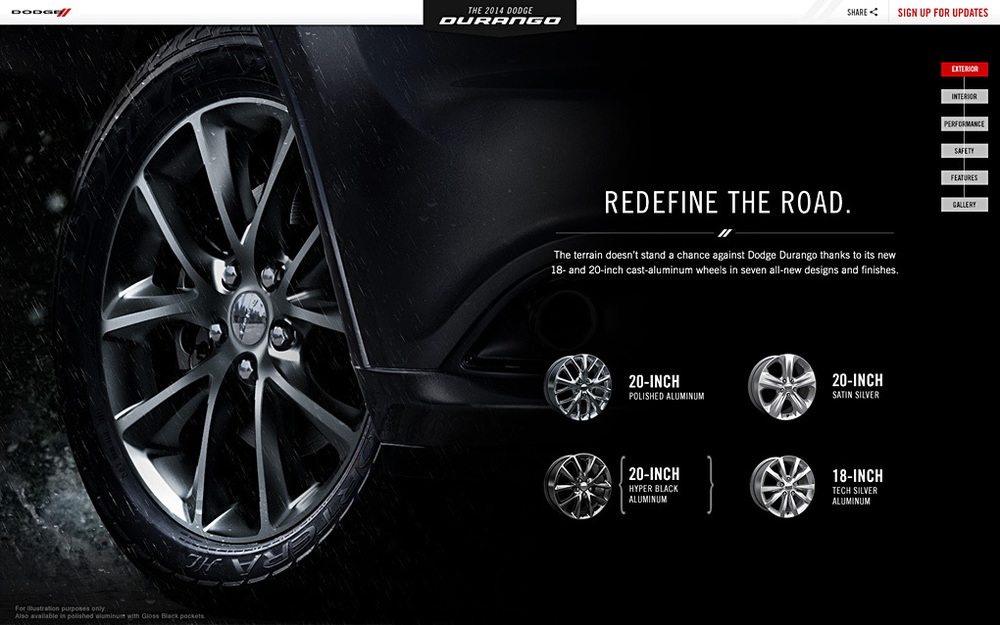 DODGE
THE 2014 DODGE
DURANGO
SHARE
SIGN UP FOR UPDATES
EXTERIOR
INTERIOR
PERFORMANCE
SAFETY
FEATURES
GALLERY
REDEFINE THE ROAD.
The terrain doesn't stand a chance against Dodge Durango thanks to its new
18- and 20-inch cast-aluminum wheels in seven all-new designs and finishes.
20-INCH
POLISHED ALUMINUM
20-INCH
SATIN SILVER
20-INCH
HYPER BLACK
ALUMINUM
18-INCH
TECH SILVER
ALUMINUM
For illustration purposes only.
Also available in polished aluminum with Gloss Black pockets.